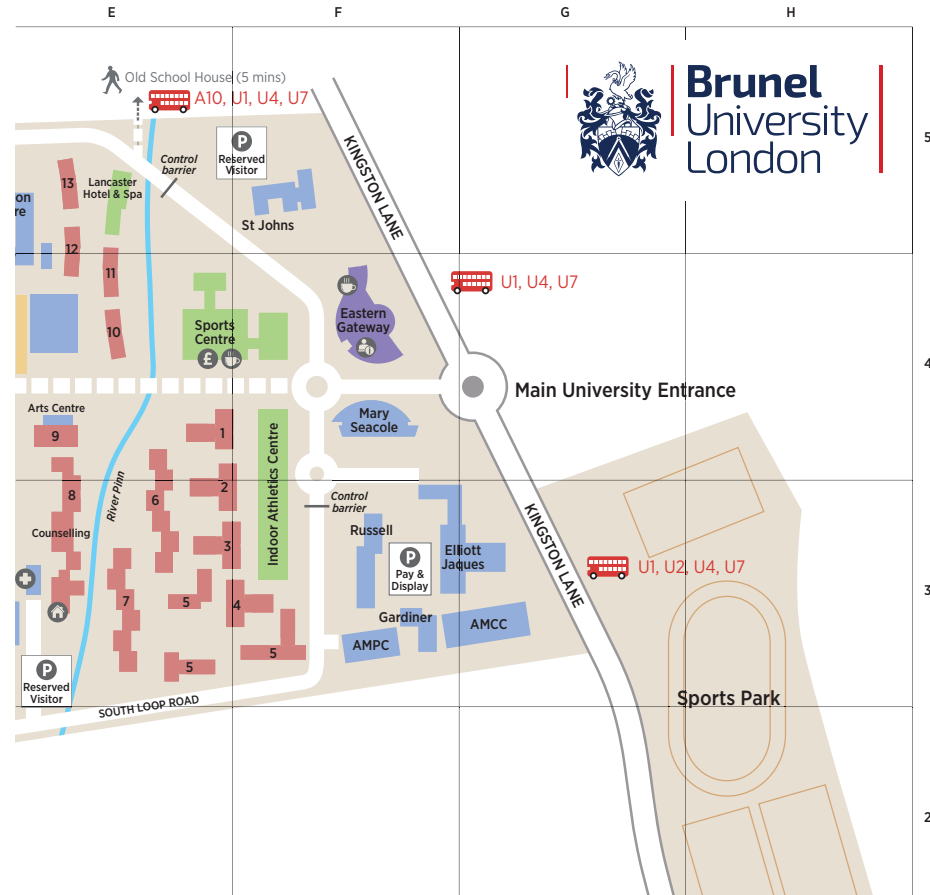 E
F
G
H
Old School House (5 mins)
A10, U1, U4, U7
Brunel
University
London
5
P
Reserved
Visitor
Control
barrier
KINGSTON LANE
13
Lancaster
Hotel & Spa
on
re
St Johns
12
11
U1, U4, U7
10
Sports
Centre
£
Eastern
Gateway
i
4
Main University Entrance
Arts Centre
9
Mary
Seacole
1
Indoor Athletics Centre
River Pinn
8
6
2
Control
barrier
KINGSTON LANE
Counselling
Russell
3
Elliott
Jaques
P
Pay &
Display
U1, U2, U4, U7
3
7
5
4
Gardiner
AMCC
AMPC
5
5
P
Reserved
Visitor
SOUTH LOOP ROAD
Sports Park
2